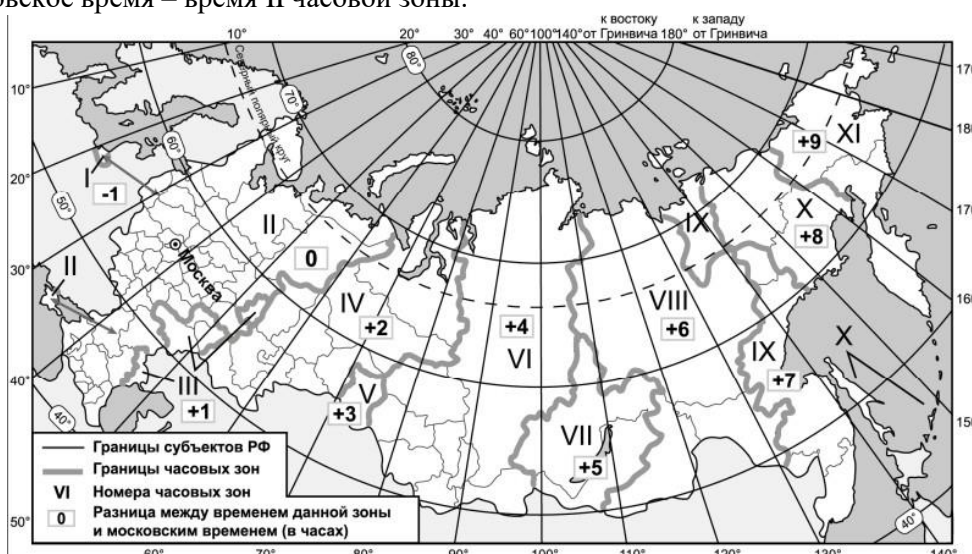 овское время – время II часовой зоны.
к востоку к западу
10° 20° 30° 40° 60° 100° 140° от Гринвича 180° от Гринвича
80°
170
10°
Северный полярный круг
70°
XI
+9
180
60°
I
-1
20°
50°
II
IX
X
+8
170
0
Москва
30°
II
IV
+2
+4
VI
VIII
+6
160
X
IX
+7
40°
III
+1
V
+3
VII
+5
150
40°
Границы субъектов РФ
Границы часовых зон
VI Номера часовых зон
0 Разница между временем данной зоны
и московским временем (в часах)
50°
40°
60° 70° 80° 90° 100° 110° 120° 130° 140°